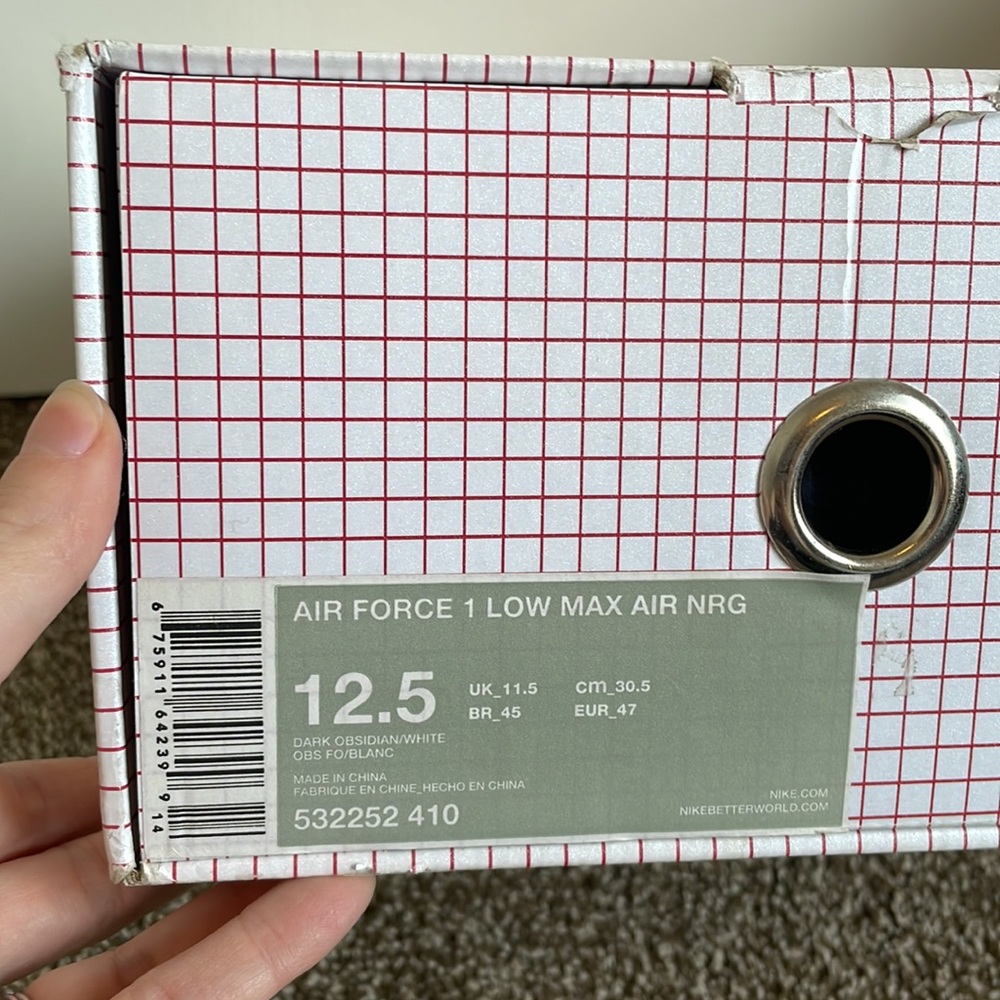 AIR FORCE 1 LOW MAX AIR NRG
12.5
UK_11.5 cm_30.5
BR_45 EUR_47
DARK OBSIDIAN/WHITE
OBS FO/BLANC
MADE IN CHINA
FABRIQUE EN CHINE_HECHO EN CHINA
532252 410
NIKE.COM
NIKEBETTERWORLD.COM
6 75911 64239 9 14